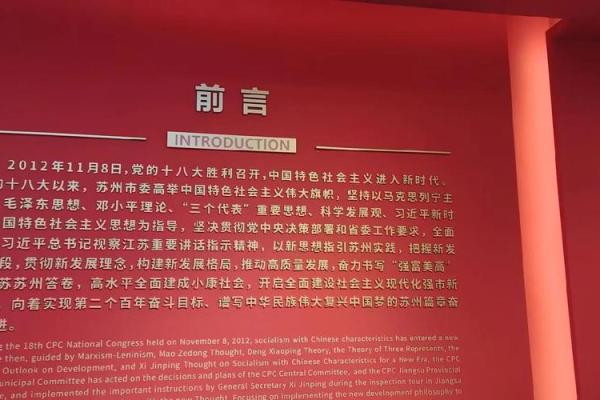 前言
INTRODUCTION
2012年11月8日,党的十八大胜利召开,中国特色社会主义进入新时代。
的十八大以来,苏州市委高举中国特色社会主义伟大旗帜,坚持以马克思列宁主
毛泽东思想、邓小平理论、“三个代表”重要思想、科学发展观、习近平新时
国特色社会主义思想为指导,坚决贯彻党中央决策部署和省委工作要求,全面
习近平总书记视察江苏重要讲话指示精神,以新思想指引苏州实践,把握新发
段,贯彻新发展理念,构建新发展格局,推动高质量发展,奋力书写“强富美高”
苏苏州答卷,高水平全面建成小康社会,开启全面建设社会主义现代化强市新
、向着实现第二个百年奋斗目标、谱写中华民族伟大复兴中国梦的苏州篇章奋
进。
g the 18th CPC National Congress held on November 8, 2012, socialism with Chinese characteristics has entered a new
e then, guided by Marxism-Leninism, Mao Zedong Thought, Deng Xiaoping Theory, the Theory of Three Represents, the
Outlook on Development, and Xi Jinping Thought on Socialism with Chinese Characteristics for a New Era, the CPC
unicipal Committee has acted on the decisions and plans of the CPC Central Committee, and the CPC Jiangsu Provincial
e, and implemented the important instructions by General Secretary Xi Jinping during the inspection tour in Jiangsu
the new Thought. Focusing on implementing the new development philosophy to